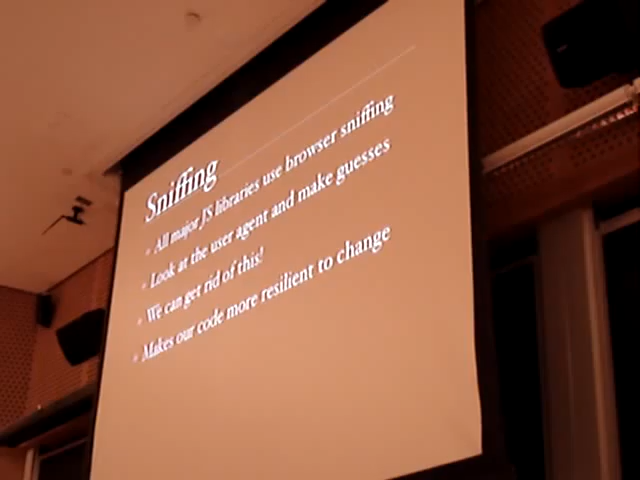 Sniffing
All major JS libraries use browser sniffing
Look at the user agent and make guesses
We can get rid of this!
Makes our code more resilient to change